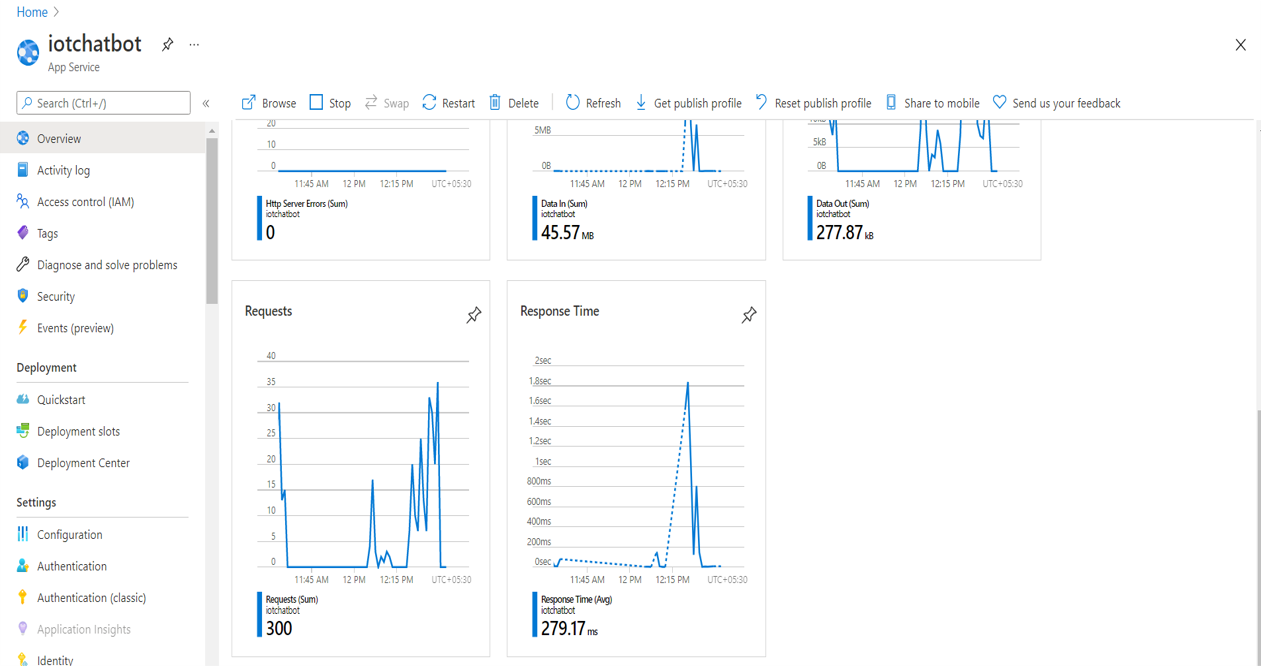 Home >
iotchatbot ...
App Service
Search (Ctrl+/) «
Browse Stop Swap Restart Delete Refresh Get publish profile Reset publish profile Share to mobile Send us your feedback
Overview
Activity log
Access control (IAM)
Tags
Diagnose and solve problems
Security
Events (preview)
Deployment
Quickstart
Deployment slots
Deployment Center
Settings
Configuration
Authentication
Authentication (classic)
Application Insights
Identity
20
10
0
11:45 AM 12 PM 12:15 PM UTC+05:30
Http Server Errors (Sum)
iotchatbot
0
5MB
0B
11:45 AM 12 PM 12:15 PM UTC+05:30
Data In (Sum)
iotchatbot
45.57 MB
5kB
0B
11:45 AM 12 PM 12:15 PM UTC+05:30
Data Out (Sum)
iotchatbot
277.87 kB
Requests
40
35
30
25
20
15
10
5
0
11:45 AM 12 PM 12:15 PM UTC+05:30
Requests (Sum)
iotchatbot
300
Response Time
2sec
1.8sec
1.6sec
1.4sec
1.2sec
1sec
800ms
600ms
400ms
200ms
0sec
11:45 AM 12 PM 12:15 PM UTC+05:30
Response Time (Avg)
iotchatbot
279.17 ms